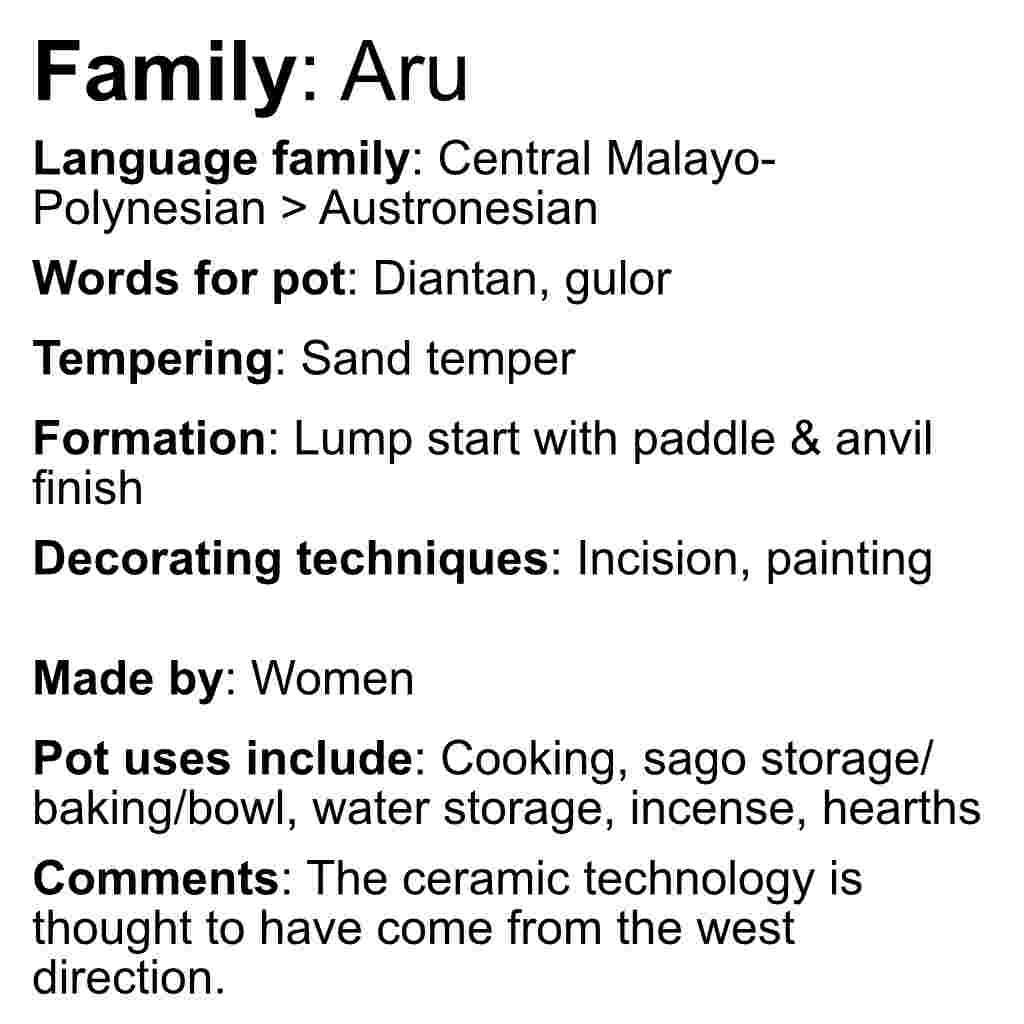 Family: Aru
Language family: Central Malayo-
Polynesian > Austronesian
Words for pot: Diantan, gulor
Tempering: Sand temper
Formation: Lump start with paddle & anvil
finish
Decorating techniques: Incision, painting
Made by: Women
Pot uses include: Cooking, sago storage/
baking/bowl, water storage, incense, hearths
Comments: The ceramic technology is
thought to have come from the west
direction.